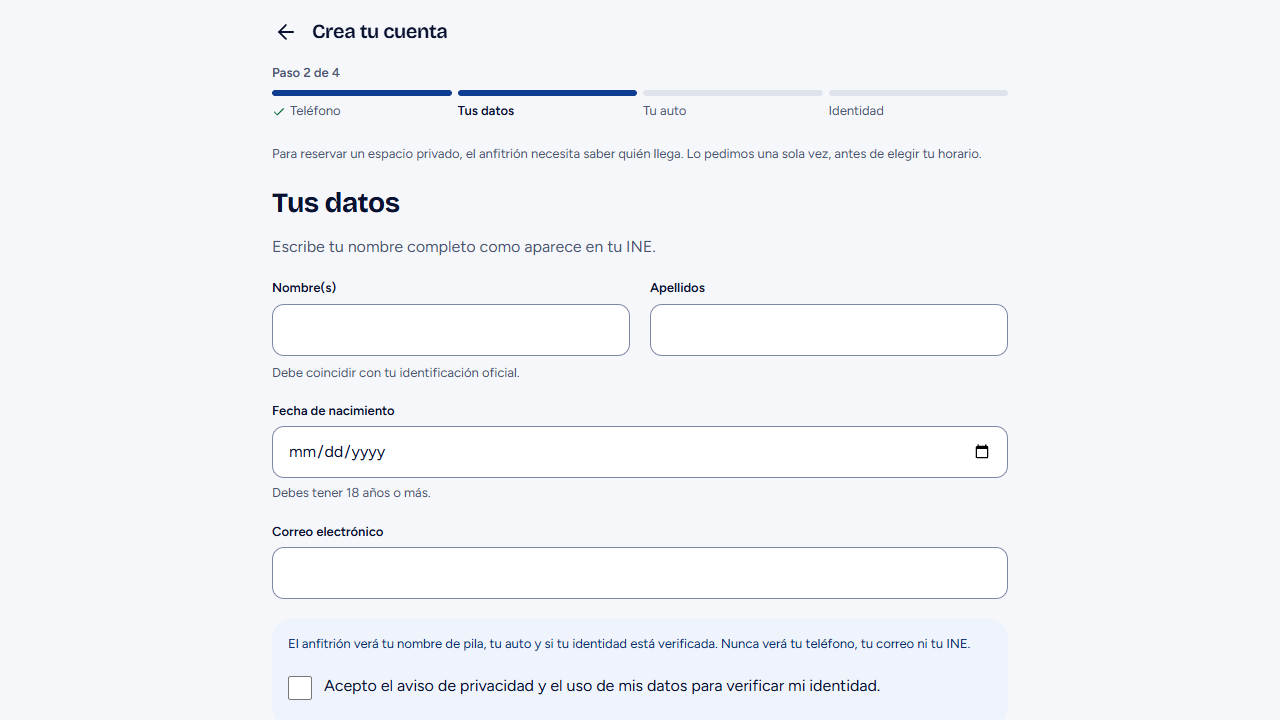 Crea tu cuenta
Paso 2 de 4
Teléfono
Tus datos
Tu auto
Identidad
Para reservar un espacio privado, el anfitrión necesita saber quién llega. Lo pedimos una sola vez, antes de elegir tu horario.
Tus datos
Escribe tu nombre completo como aparece en tu INE.
Nombre(s)
Apellidos
Debe coincidir con tu identificación oficial.
Fecha de nacimiento
mm/dd/yyyy
Debes tener 18 años o más.
Correo electrónico
El anfitrión verá tu nombre de pila, tu auto y si tu identidad está verificada. Nunca verá tu teléfono, tu correo ni tu INE.
Acepto el aviso de privacidad y el uso de mis datos para verificar mi identidad.